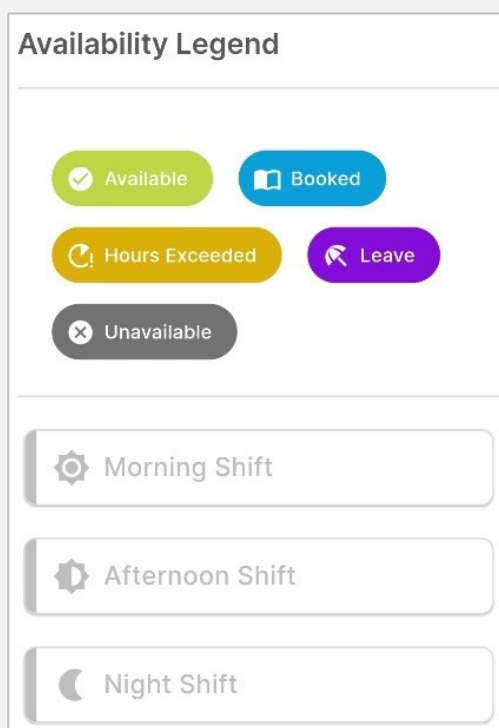 Availability Legend
Available
Booked
Hours Exceeded
Leave
Unavailable
Morning Shift
Afternoon Shift
Night Shift